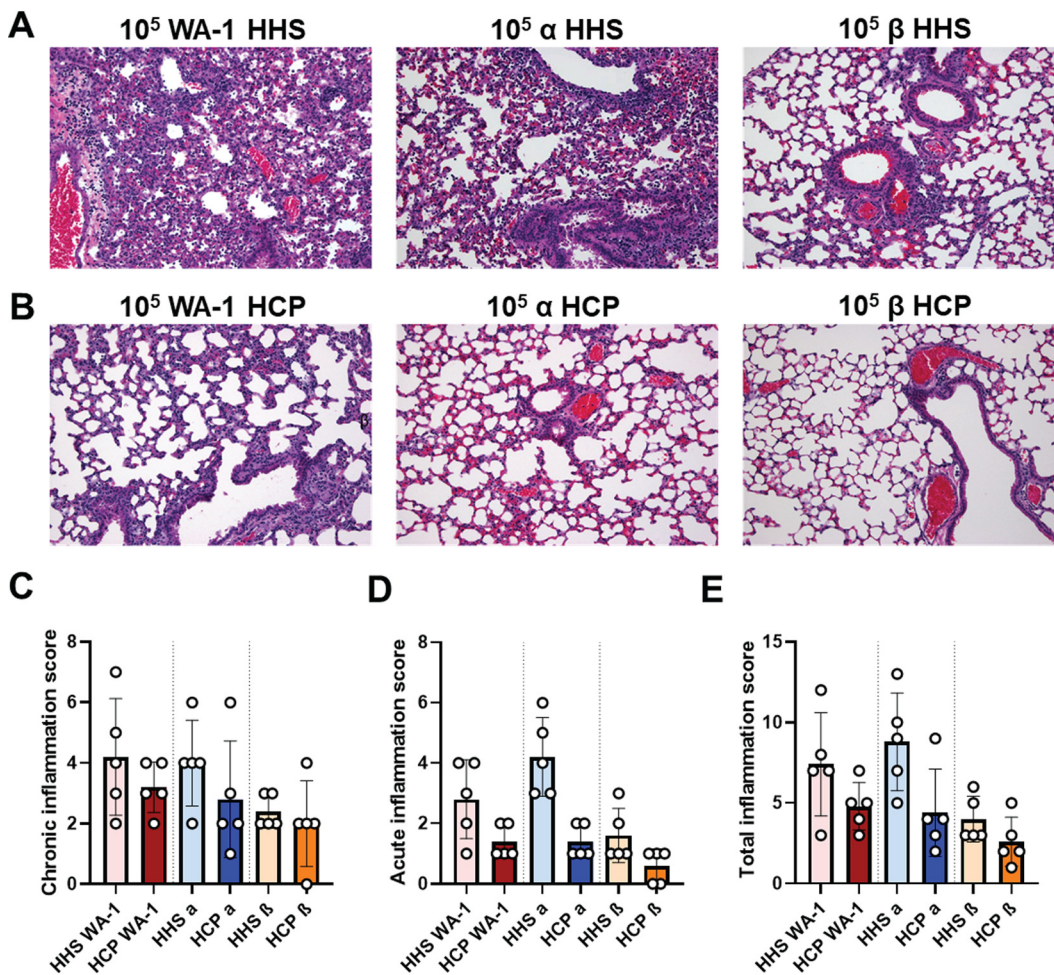 A
10⁵ WA-1 HHS
10⁵ α HHS
10⁵ β HHS
B
10⁵ WA-1 HCP
10⁵ α HCP
10⁵ β HCP
C
Chronic inflammation score
8
6
4
2
0
HHS WA-1
HCP WA-1
HHS a
HCP a
HHS ß
HCP ß
D
Acute inflammation score
8
6
4
2
0
HHS WA-1
HCP WA-1
HHS a
HCP a
HHS ß
HCP ß
E
Total inflammation score
15
10
5
0
HHS WA-1
HCP WA-1
HHS a
HCP a
HHS ß
HCP ß